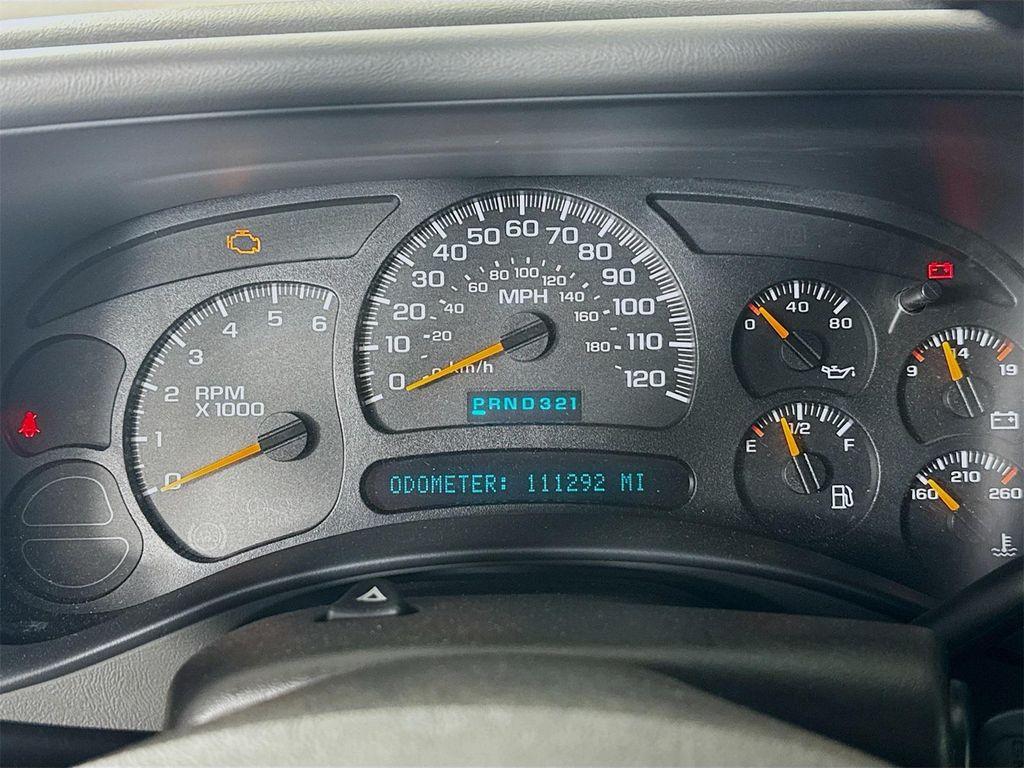 0 1 2 3 4 5 6
RPM
X1000
0 10 20 30 40 50 60 70 80 90 100 110 120
0 20 40 60 80 100 120 140 160 180
MPH
km/h
PRND321
ODOMETER: 111292 MI
0 40 80
E 1/2 F
9 14 19
160 210 260